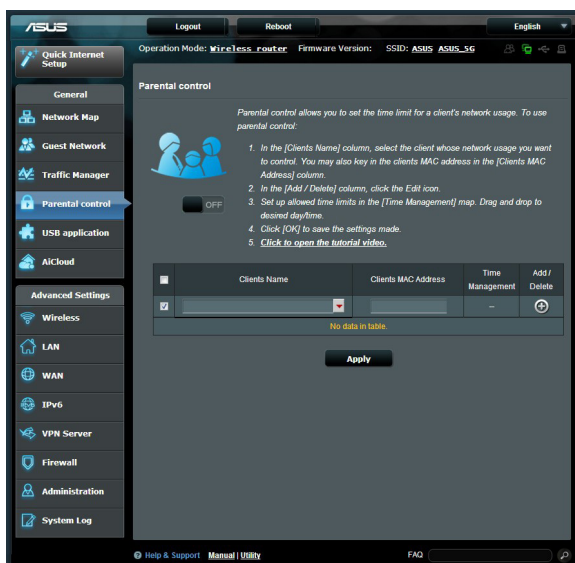 ASUS
Logout Reboot English
Quick Internet Setup
Operation Mode: Wireless router Firmware Version: SSID: ASUS ASUS_5G
General
Network Map
Guest Network
Traffic Manager
Parental control
USB application
AiCloud
Advanced Settings
Wireless
LAN
WAN
IPv6
VPN Server
Firewall
Administration
System Log
Parental control
Parental control allows you to set the time limit for a client's network usage. To use
parental control:
1. In the [Clients Name] column, select the client whose network usage you want
to control. You may also key in the clients MAC address in the [Clients MAC
Address] column.
2. In the [Add / Delete] column, click the Edit icon.
3. Set up allowed time limits in the [Time Management] map. Drag and drop to
desired day/time.
4. Click [OK] to save the settings made.
5. Click to open the tutorial video.
OFF
Clients Name Clients MAC Address Time Management Add / Delete
--
No data in table.
Apply
Help & Support Manual | Utility FAQ